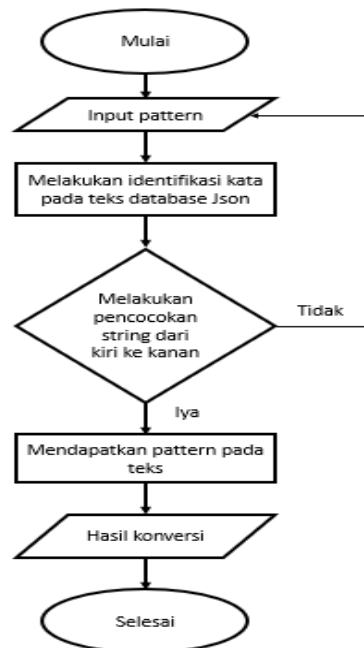 Mulai
Input pattern
Melakukan identifikasi kata
pada teks database Json
Melakukan
pencocokan
string dari
kiri ke kanan
Tidak
Iya
Mendapatkan pattern pada
teks
Hasil konversi
Selesai